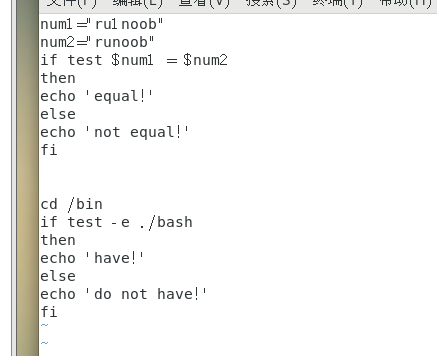 文件(F) 编辑(E) 查看(V) 搜索(S) 终端(T) 帮助(H)
num1="ru1noob"
num2="runoob"
if test $num1 = $num2
then
echo 'equal!'
else
echo 'not equal!'
fi
cd /bin
if test -e ./bash
then
echo 'have!'
else
echo 'do not have!'
fi
~
~